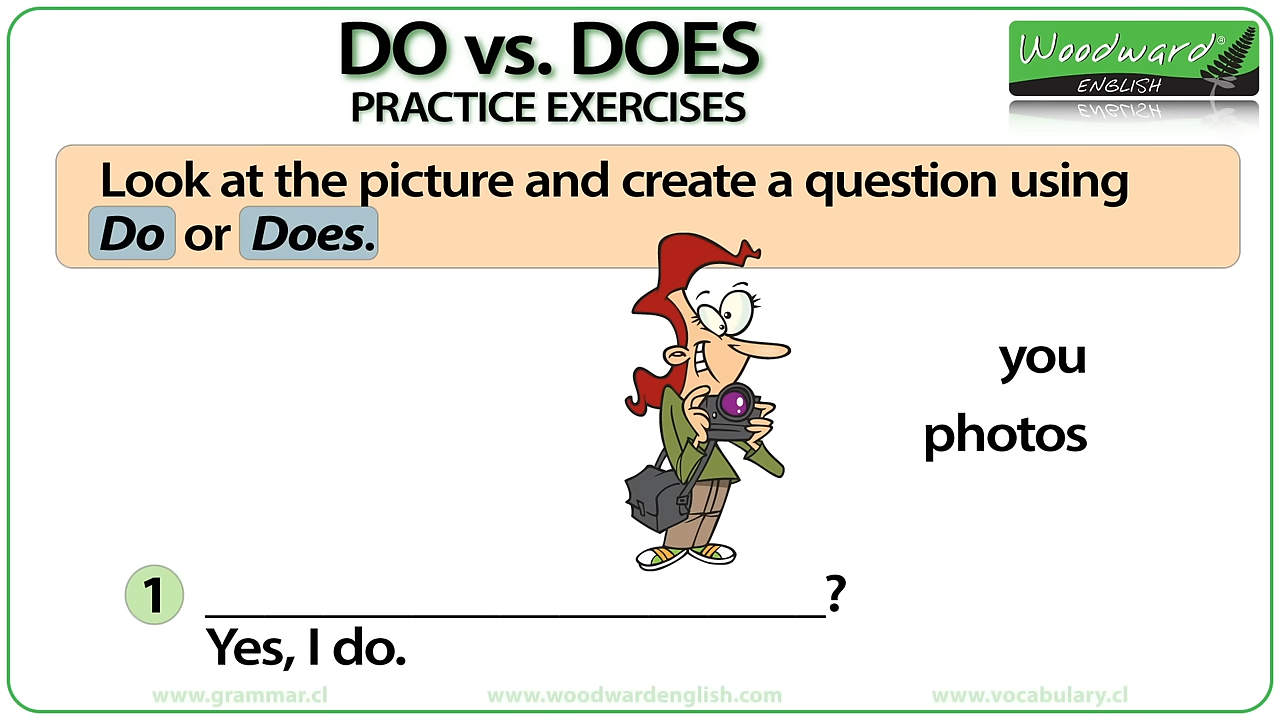 DO vs. DOES
PRACTICE EXERCISES
Woodward®
ENGLISH
Look at the picture and create a question using
Do or Does.
you
photos
1 ______________________________?
Yes, I do.
www.grammar.cl www.woodwardenglish.com www.vocabulary.cl